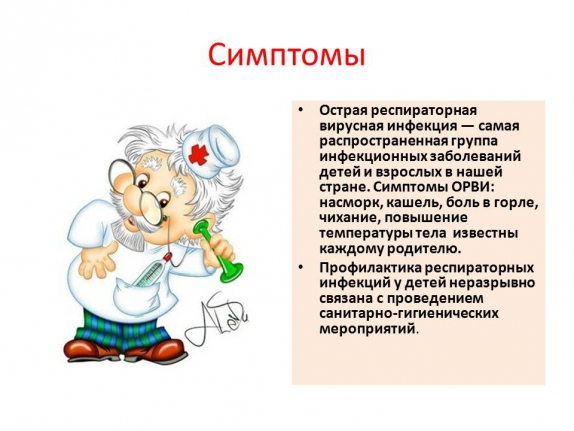 Симптомы
• Острая респираторная
вирусная инфекция — самая
распространенная группа
инфекционных заболеваний
детей и взрослых в нашей
стране. Симптомы ОРВИ:
насморк, кашель, боль в горле,
чихание, повышение
температуры тела известны
каждому родителю.
• Профилактика респираторных
инфекций у детей неразрывно
связана с проведением
санитарно-гигиенических
мероприятий.